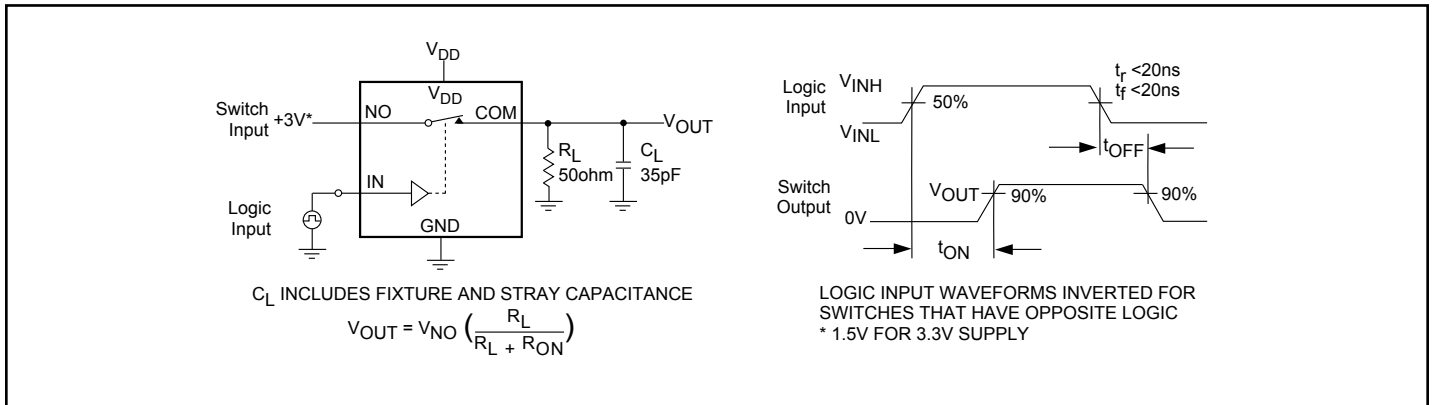 VDD
VDD
Switch Input
+3V*
NO
COM
VOUT
RL
50ohm
CL
35pF
IN
Logic Input
GND
CL INCLUDES FIXTURE AND STRAY CAPACITANCE
VOUT = VNO (RL / RL + RON)
Logic Input
VINH
VINL
50%
tr <20ns
tf <20ns
tOFF
Switch Output
VOUT
0V
90%
90%
tON
LOGIC INPUT WAVEFORMS INVERTED FOR
SWITCHES THAT HAVE OPPOSITE LOGIC
* 1.5V FOR 3.3V SUPPLY